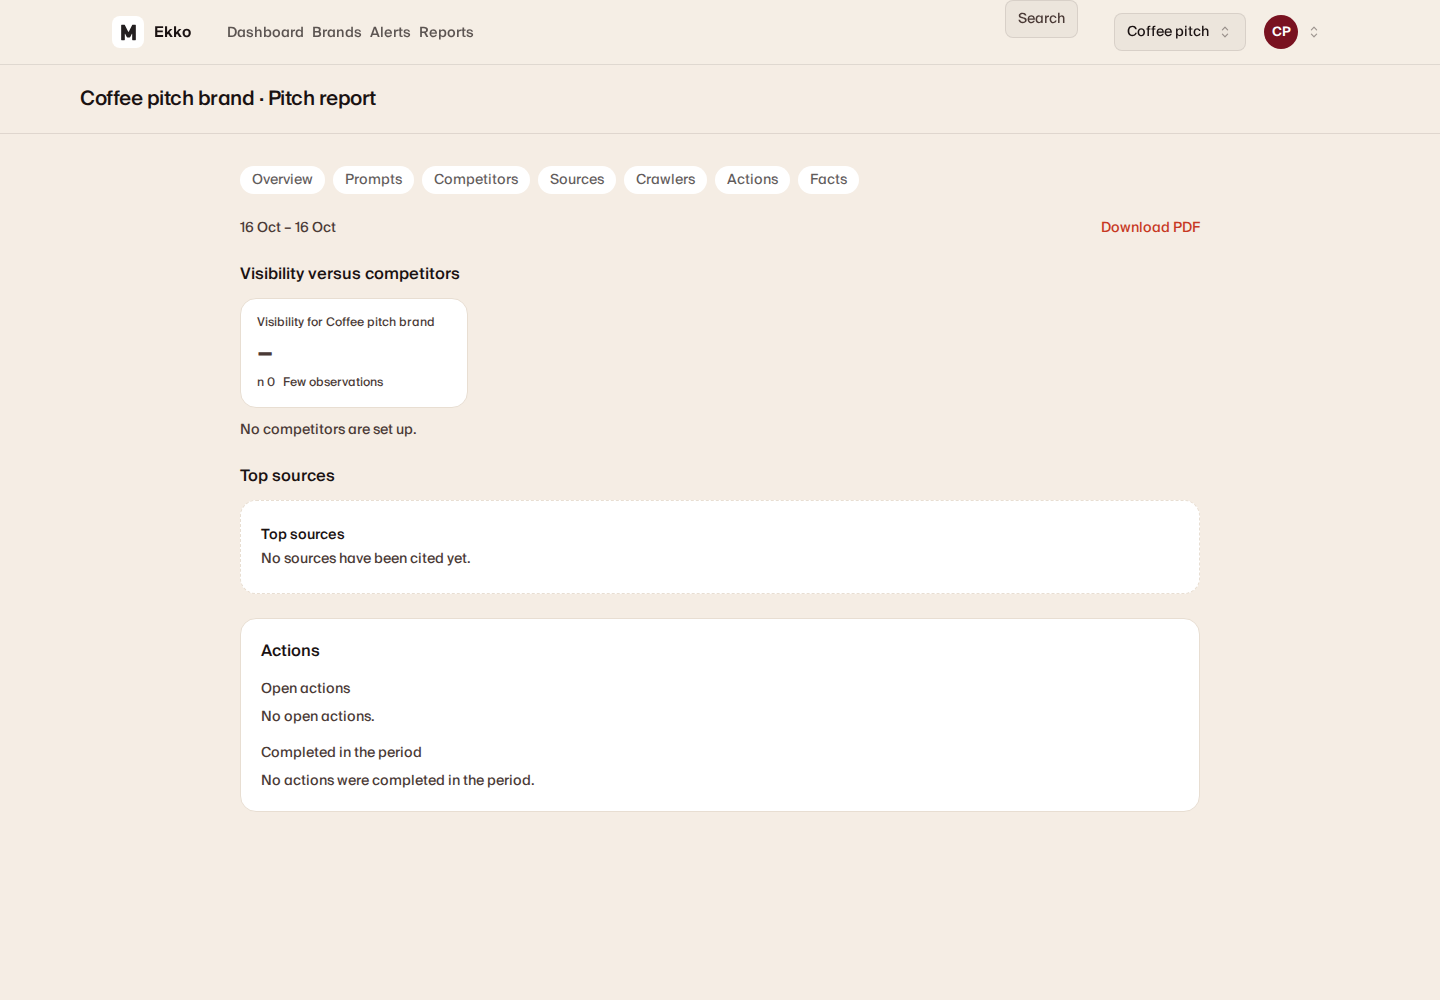 M Ekko Dashboard Brands Alerts Reports Search Coffee pitch CP
Coffee pitch brand · Pitch report
Overview Prompts Competitors Sources Crawlers Actions Facts
16 Oct – 16 Oct Download PDF
Visibility versus competitors
Visibility for Coffee pitch brand
–
n 0 Few observations
No competitors are set up.
Top sources
Top sources
No sources have been cited yet.
Actions
Open actions
No open actions.
Completed in the period
No actions were completed in the period.